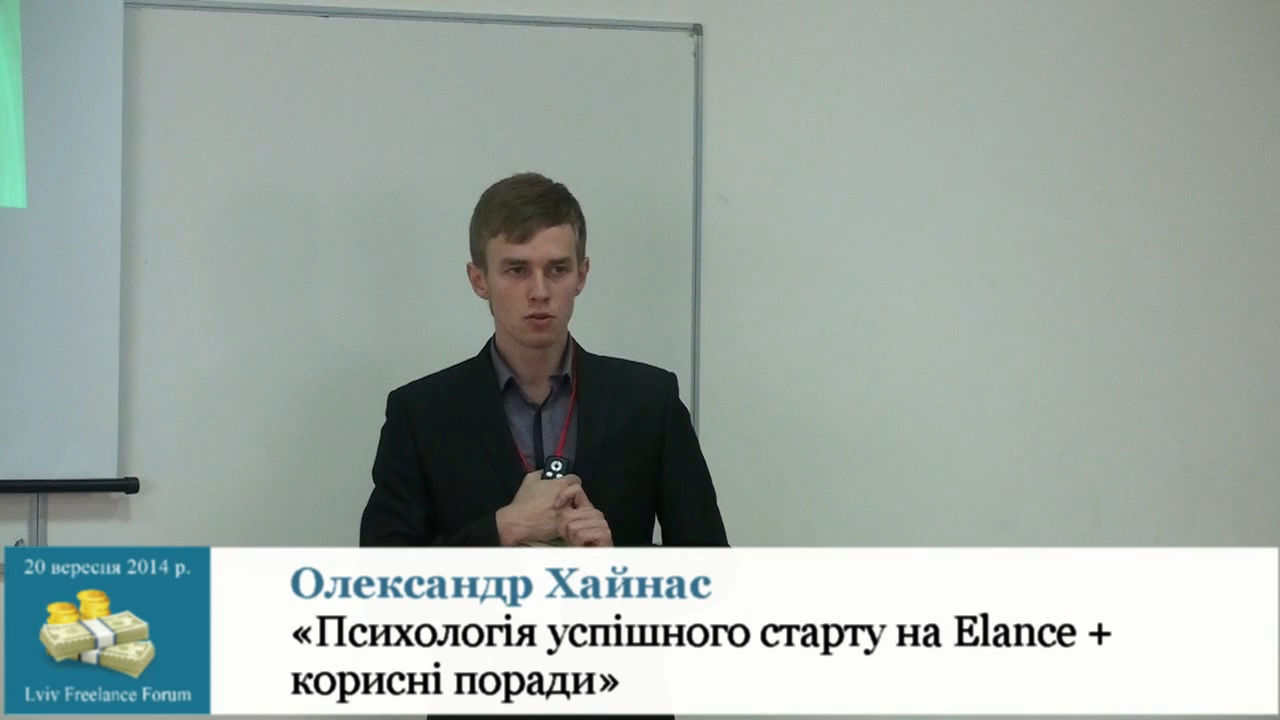 20 вересня 2014 р.
Lviv Freelance Forum
Олександр Хайнас
«Психологія успішного старту на Elance +
корисні поради»